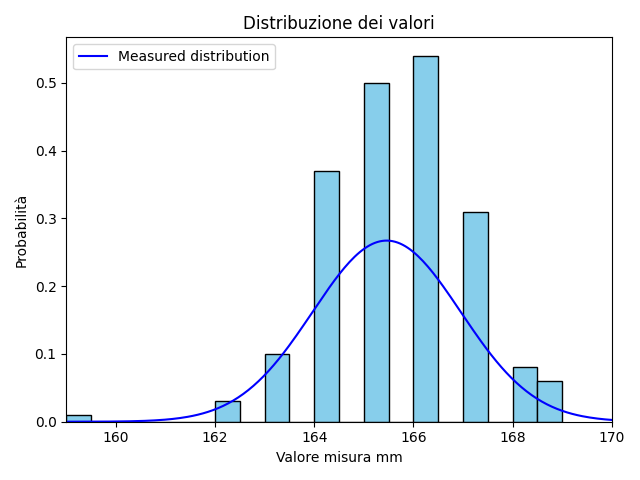 Distribuzione dei valori
Measured distribution
Probabilità
0.5
0.4
0.3
0.2
0.1
0.0
160 162 164 166 168 170
Valore misura mm